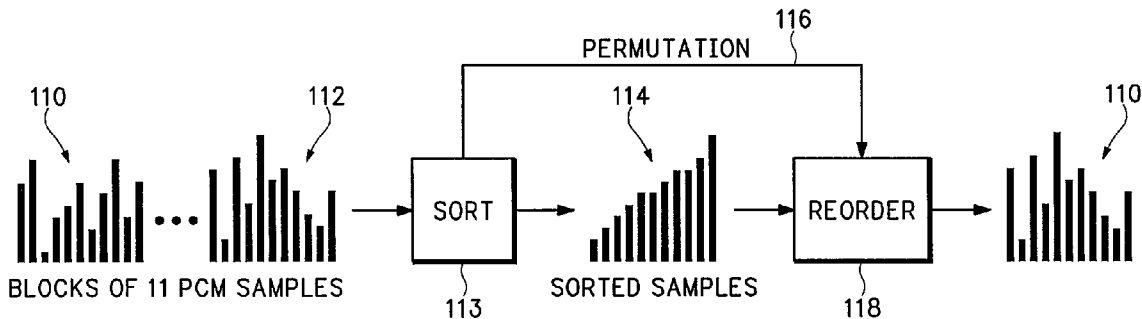 PERMUTATION
116
110
112
114
110
SORT
REORDER
BLOCKS OF 11 PCM SAMPLES
113
SORTED SAMPLES
118